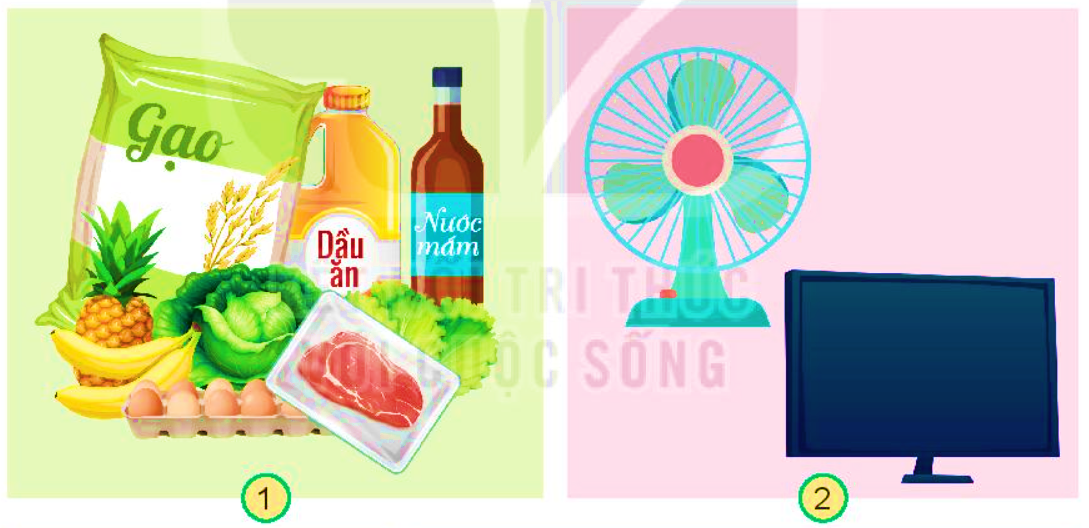 Gạo
Dầu
ăn
Nước
mắm
TRI THỨC
CUỘC SỐNG
1
2